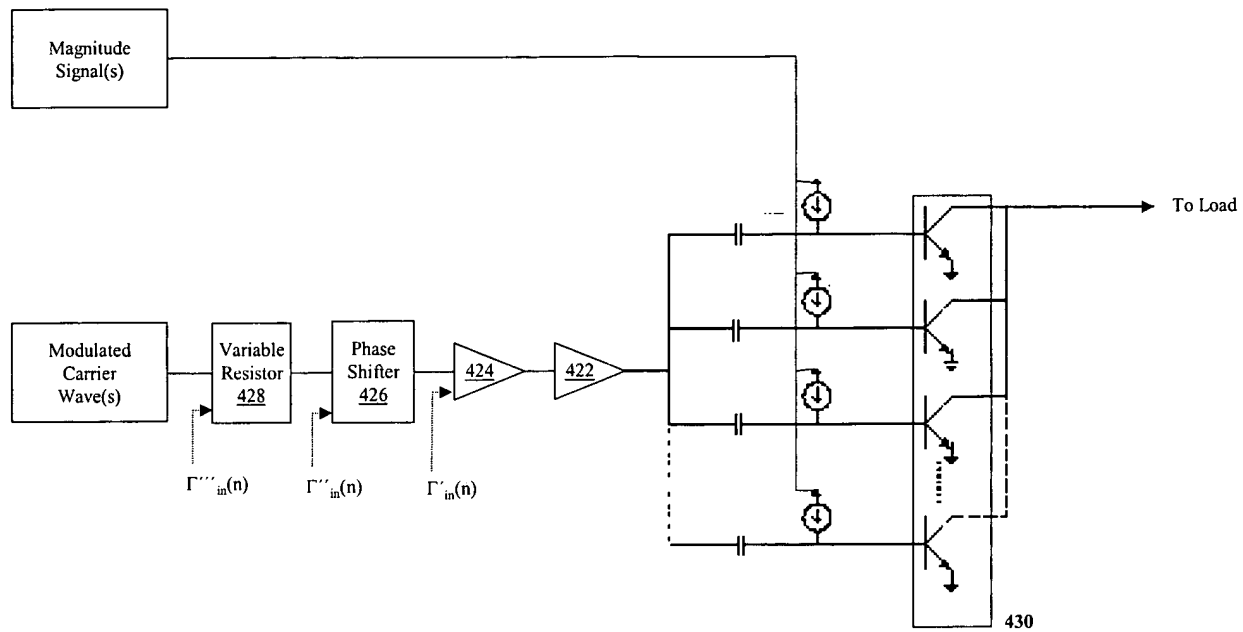 Magnitude
Signal(s)
To Load
Modulated
Carrier
Wave(s)
Variable
Resistor
428
Phase
Shifter
426
424
422
Γ′′′in(n)
Γ′′in(n)
Γ′in(n)
430